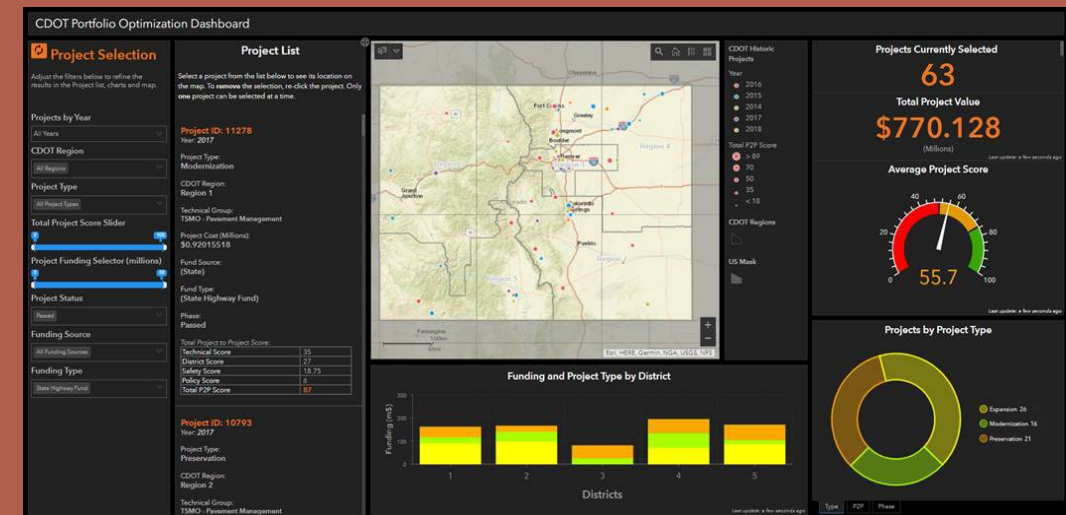 CDOT Portfolio Optimization Dashboard
Project Selection
Adjust the filters below to refine the
results in the Project list, charts and map.
Projects by Year
All Years
CDOT Region
All Regions
Project Type
All Project Types
Total Project Score Slider
0 100
Project Funding Selector (millions)
0 50
Project Status
Passed
Funding Source
All Funding Sources
Funding Type
State Highway Fund
Project List
Select a project from the list below to see its location on
the map. To remove the selection, re-click the project. Only
one project can be selected at a time.
Project ID: 11278
Year: 2017
Project Type:
Modernization
CDOT Region:
Region 1
Technical Group:
TSMO - Pavement Management
Project Cost (Millions):
$0.92015518
Fund Source:
(State)
Fund Type:
(State Highway Fund)
Phase:
Passed
Total Project to Project Score:
Technical Score 35
District Score 27
Safety Score 18.75
Policy Score 6
Total P2P Score 87
Project ID: 10793
Year: 2017
Project Type:
Preservation
CDOT Region:
Region 2
Technical Group:
TSMO - Pavement Management
Cheyenne
Fort Collins
Greeley
Longmont
Boulder
Denver
Region 1
Region 4
Grand
Junction
Colorado
Springs
Pueblo
Region 5
Farmington
100km
60mi
Esri, HERE, Garmin, NGA, USGS, NPS
CDOT Historic
Projects
Year
2016
2015
2014
2017
2018
Total P2P Score
> 89
70
50
35
< 18
CDOT Regions
US Mask
Funding and Project Type by District
Funding (m$)
300
200
100
0
1 2 3 4 5
Districts
Last update: a few seconds ago
Projects Currently Selected
63
Total Project Value
$770.128
(Millions)
Last update: a few seconds ago
Average Project Score
0 20 40 60 80 100
55.7
Last update: a few seconds ago
Projects by Project Type
Expansion 26
Modernization 16
Preservation 21
Type P2P Phase